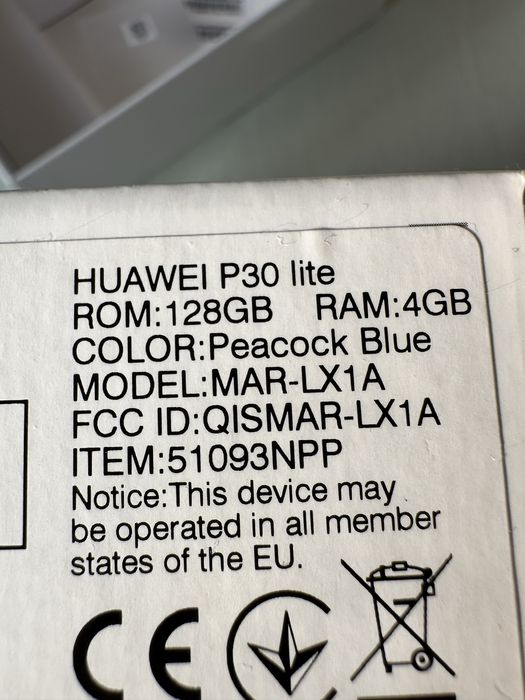 HUAWEI P30 lite
ROM:128GB RAM:4GB
COLOR:Peacock Blue
MODEL:MAR-LX1A
FCC ID:QISMAR-LX1A
ITEM:51093NPP
Notice:This device may
be operated in all member
states of the EU.
CE